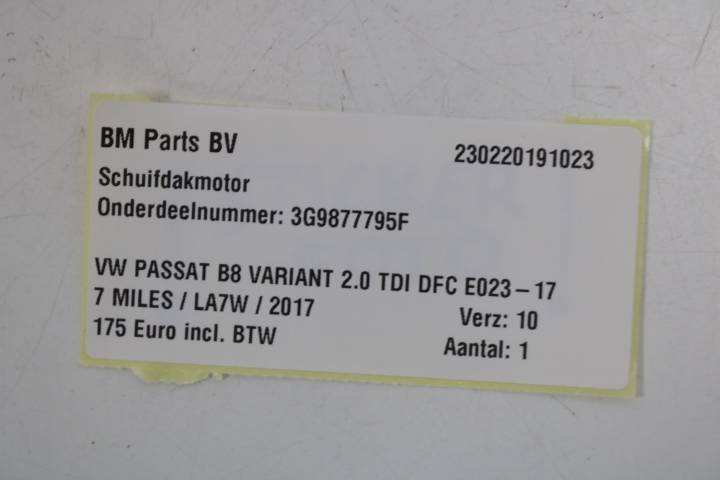 BM Parts BV 230220191023
Schuifdakmotor
Onderdeelnummer: 3G9877795F
VW PASSAT B8 VARIANT 2.0 TDI DFC E023-17
7 MILES / LA7W / 2017 Verz: 10
175 Euro incl. BTW Aantal: 1